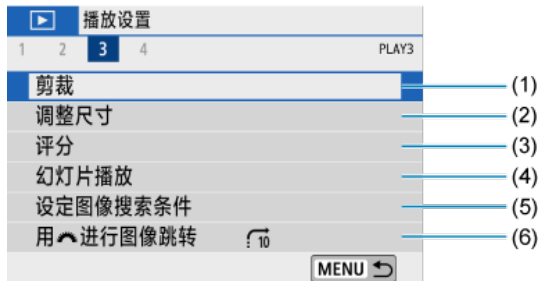 播放设置
1 2 3 4 PLAY3
剪裁 (1)
调整尺寸 (2)
评分 (3)
幻灯片播放 (4)
设定图像搜索条件 (5)
用进行图像跳转 10 (6)
MENU